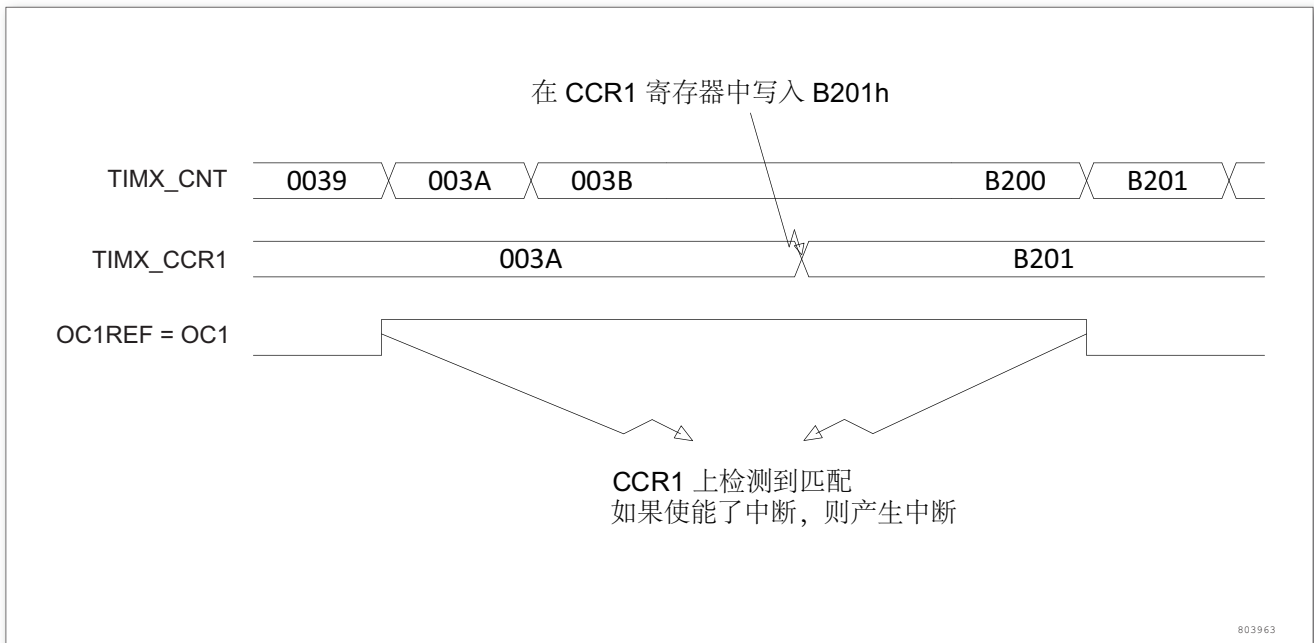 在 CCR1 寄存器中写入 B201h
TIMX_CNT 0039 003A 003B B200 B201
TIMX_CCR1 003A B201
OC1REF = OC1
CCR1 上检测到匹配
如果使能了中断，则产生中断
803963